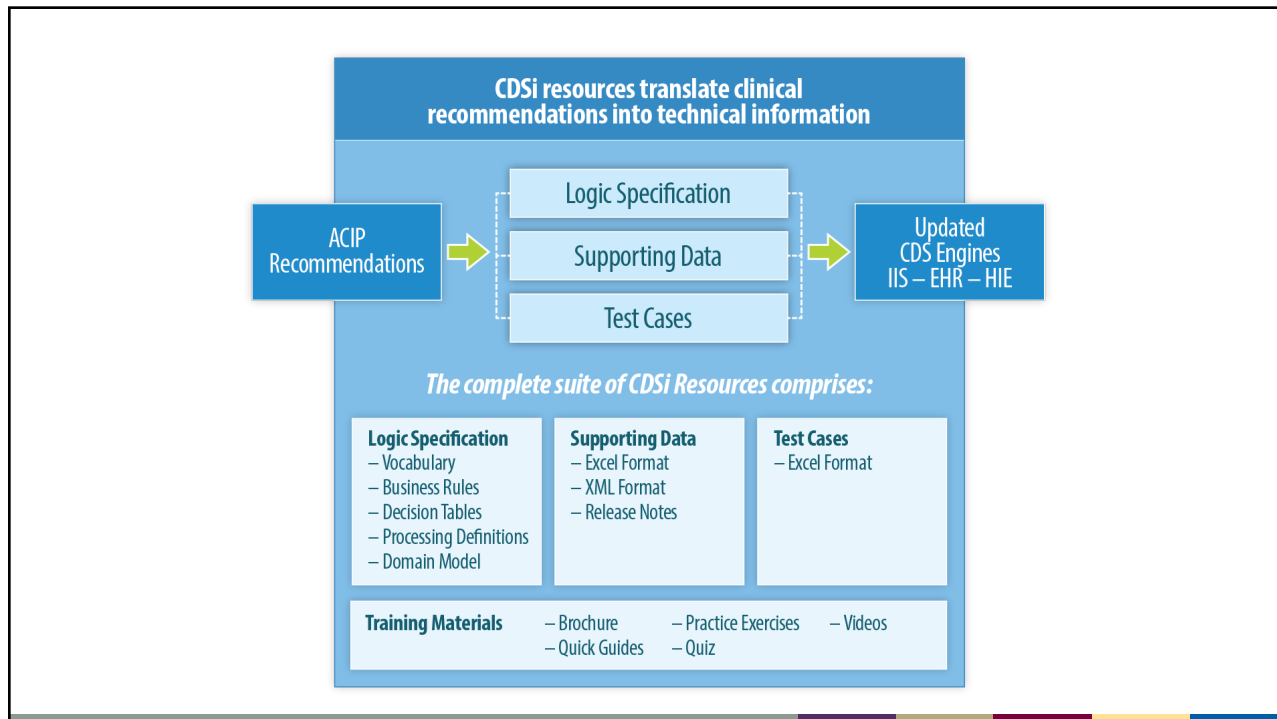 CDSi resources translate clinical
recommendations into technical information
ACIP
Recommendations
Logic Specification
Supporting Data
Test Cases
Updated
CDS Engines
IIS – EHR – HIE
The complete suite of CDSi Resources comprises:
Logic Specification
– Vocabulary
– Business Rules
– Decision Tables
– Processing Definitions
– Domain Model
Supporting Data
– Excel Format
– XML Format
– Release Notes
Test Cases
– Excel Format
Training Materials
– Brochure
– Quick Guides
– Practice Exercises
– Quiz
– Videos